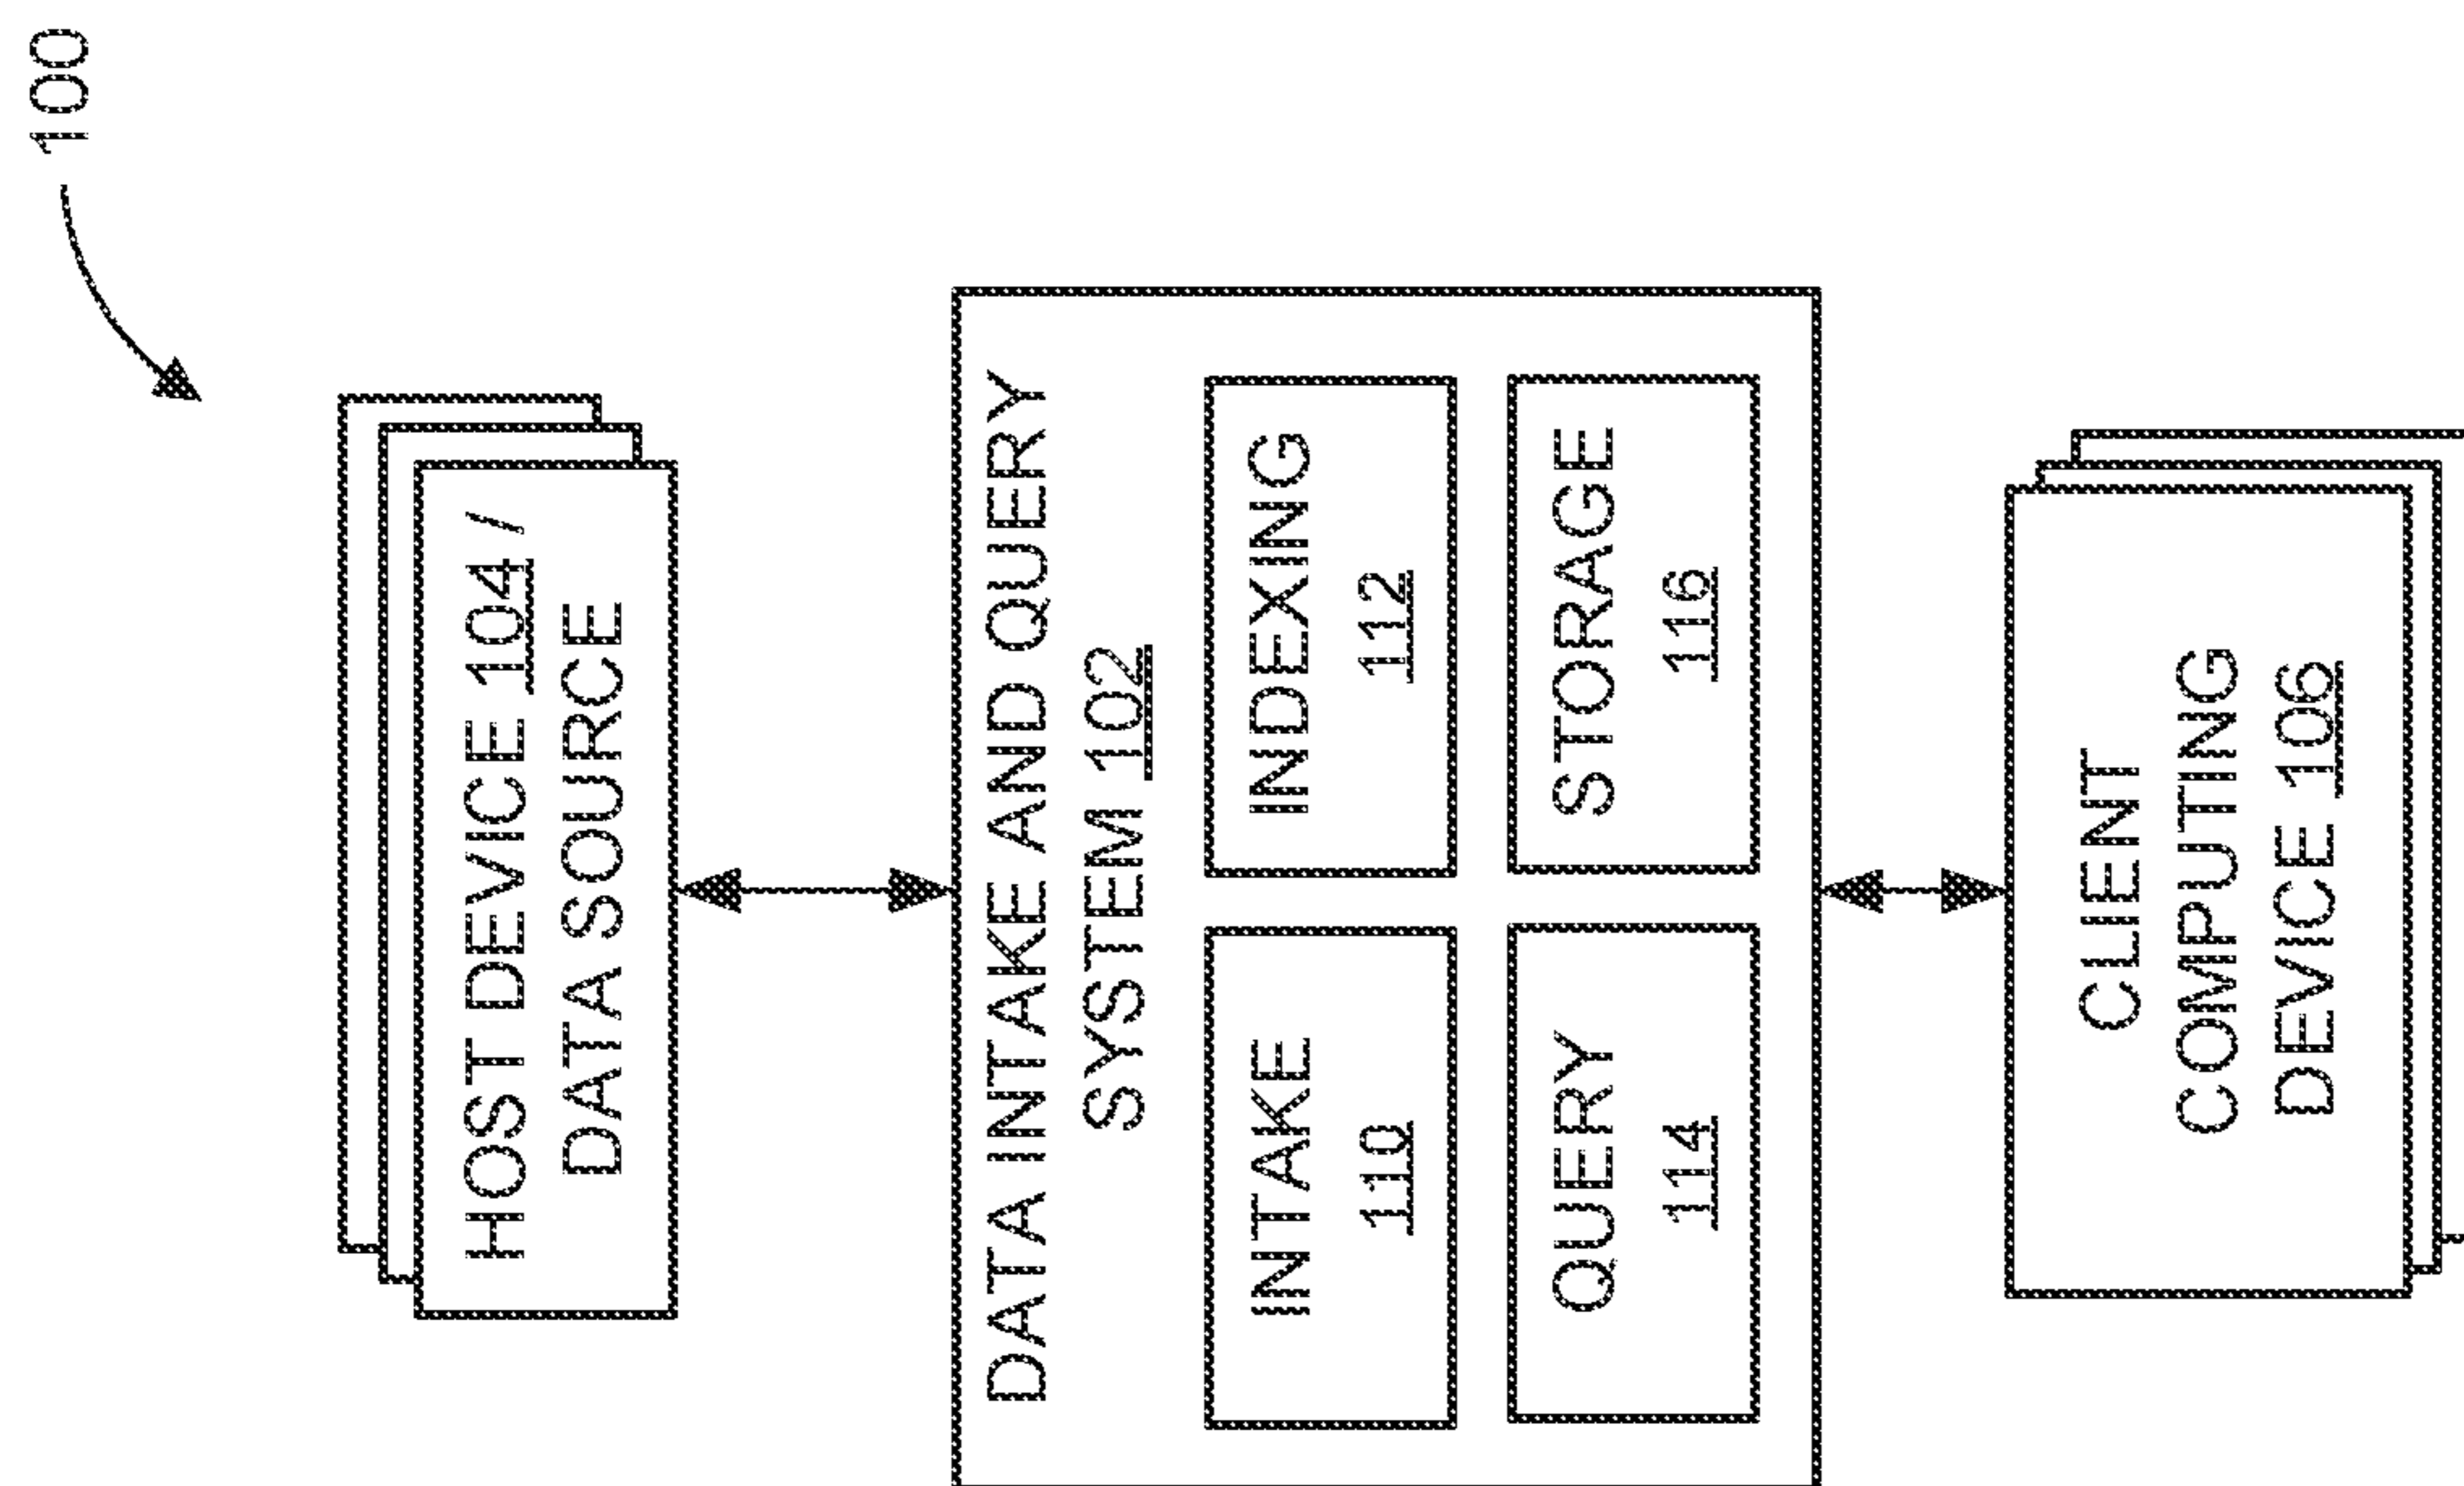 100
HOST DEVICE 104 /
DATA SOURCE
DATA INTAKE AND QUERY
SYSTEM 102
INTAKE
110
INDEXING
112
QUERY
114
STORAGE
116
CLIENT
COMPUTING
DEVICE 106